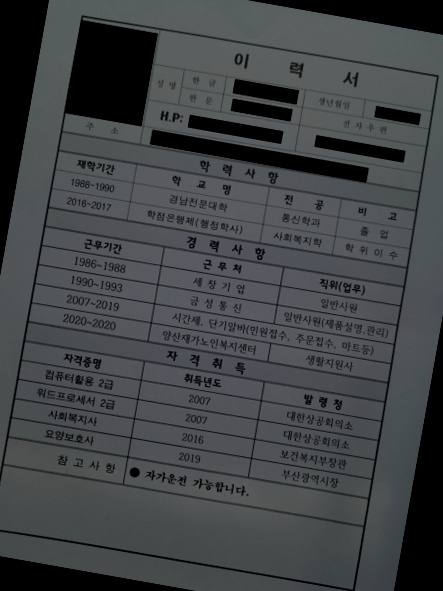 이 력 서
성 명 한 글 생년월일
한 문 전 자 우 편
H.P:
주 소
학 력 사 항
재학기간 학 교 명 전 공 비 고
1988~1990 경남전문대학 통신학과 졸 업
2016~2017 학점은행제(행정학사) 사회복지학 학 위 이 수
경 력 사 항
근무기간 근 무 처 직위(업무)
1986~1988 세 장 기 업 일반사원
1990~1993 금 성 통 신 일반사원(제품설명,관리)
2007~2019 시간제, 단기알바(민원접수, 주문접수, 마트등)
2020~2020 양산재가노인복지센터 생활지원사
자 격 취 득
자격증명 취득년도 발 령 청
컴퓨터활용 2급 2007 대한상공회의소
워드프로세서 2급 2007 대한상공회의소
사회복지사 2016 보건복지부장관
요양보호사 2019 부산광역시장
참 고 사 항 ● 자가운전 가능합니다.